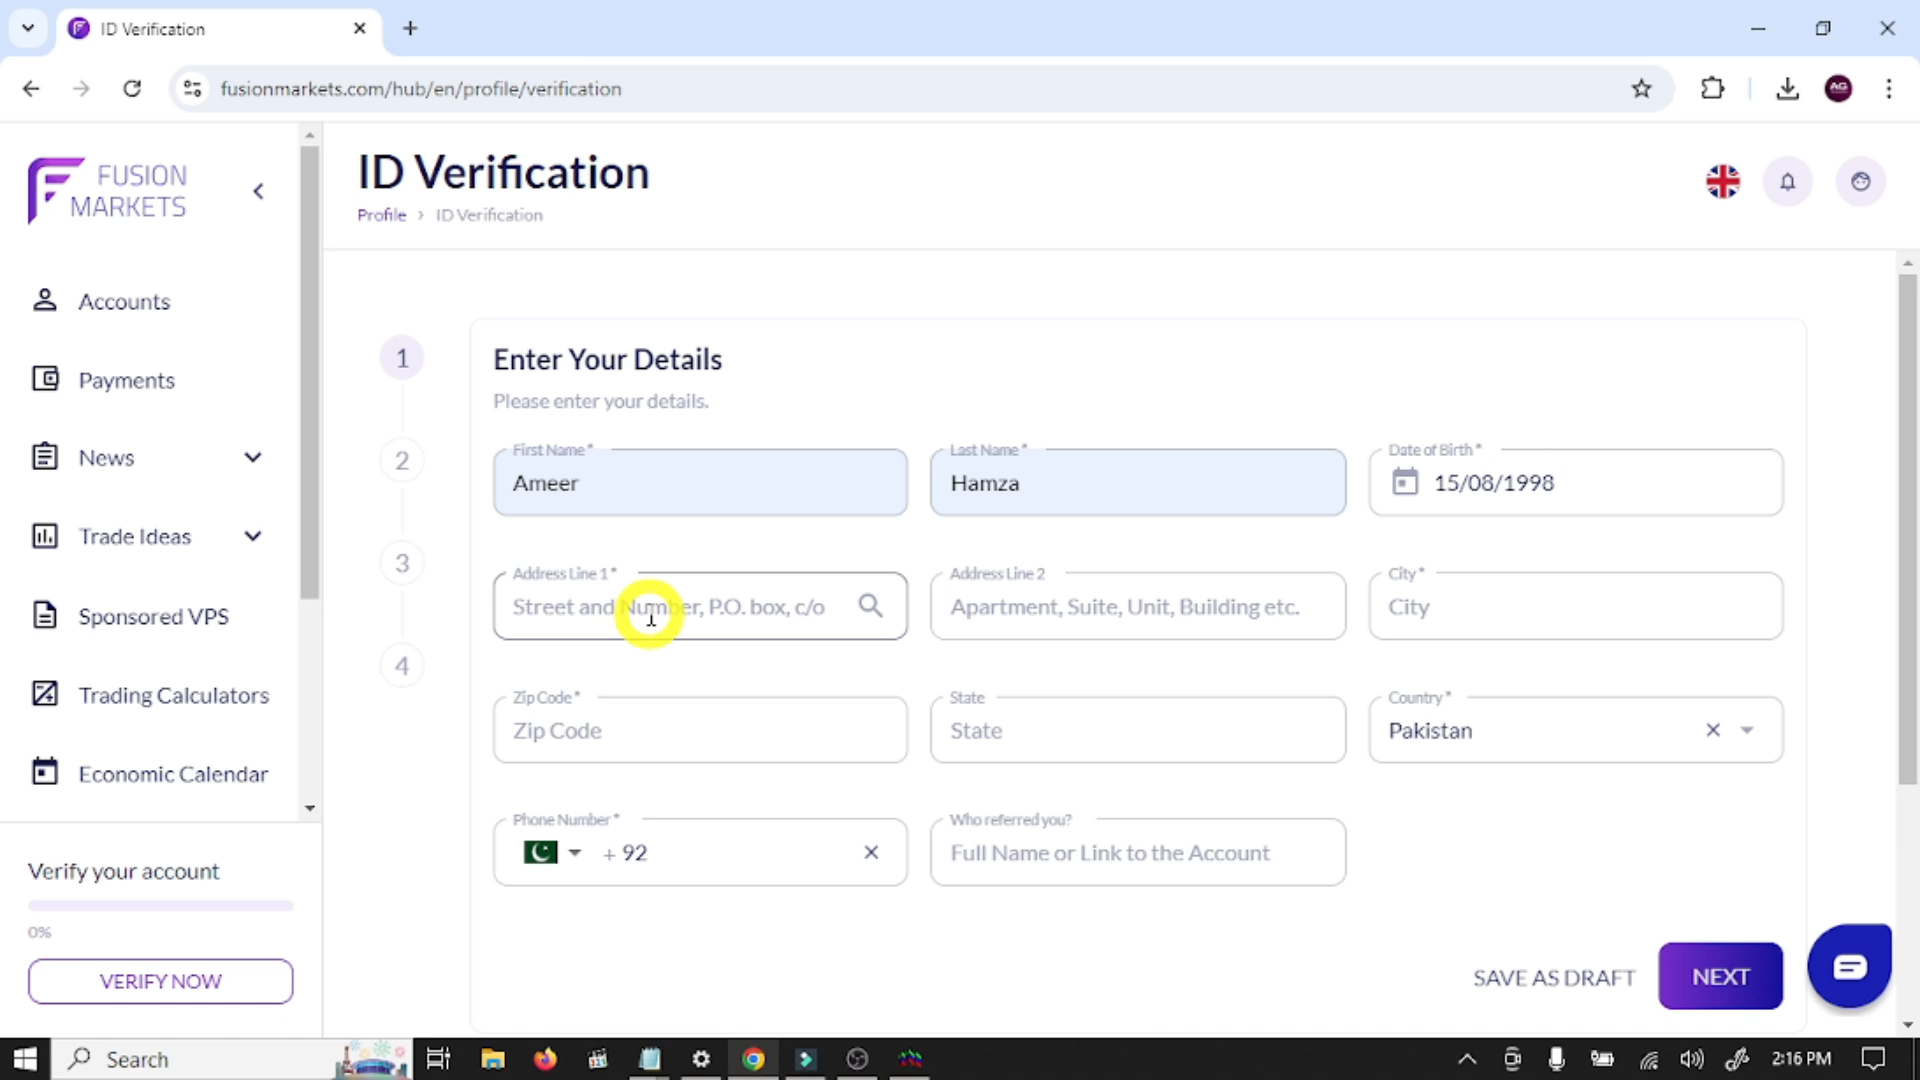 ID Verification
fusionmarkets.com/hub/en/profile/verification
AG
FUSION
MARKETS
ID Verification
Profile › ID Verification
Accounts
Payments
News
Trade Ideas
Sponsored VPS
Trading Calculators
Economic Calendar
Verify your account
0%
VERIFY NOW
1
2
3
4
Enter Your Details
Please enter your details.
First Name*
Ameer
Last Name*
Hamza
Date of Birth*
15/08/1998
Address Line 1*
Street and Number, P.O. box, c/o
Address Line 2
Apartment, Suite, Unit, Building etc.
City*
City
Zip Code*
Zip Code
State
State
Country*
Pakistan
Phone Number*
+ 92
Who referred you?
Full Name or Link to the Account
SAVE AS DRAFT
NEXT
Search
2:16 PM